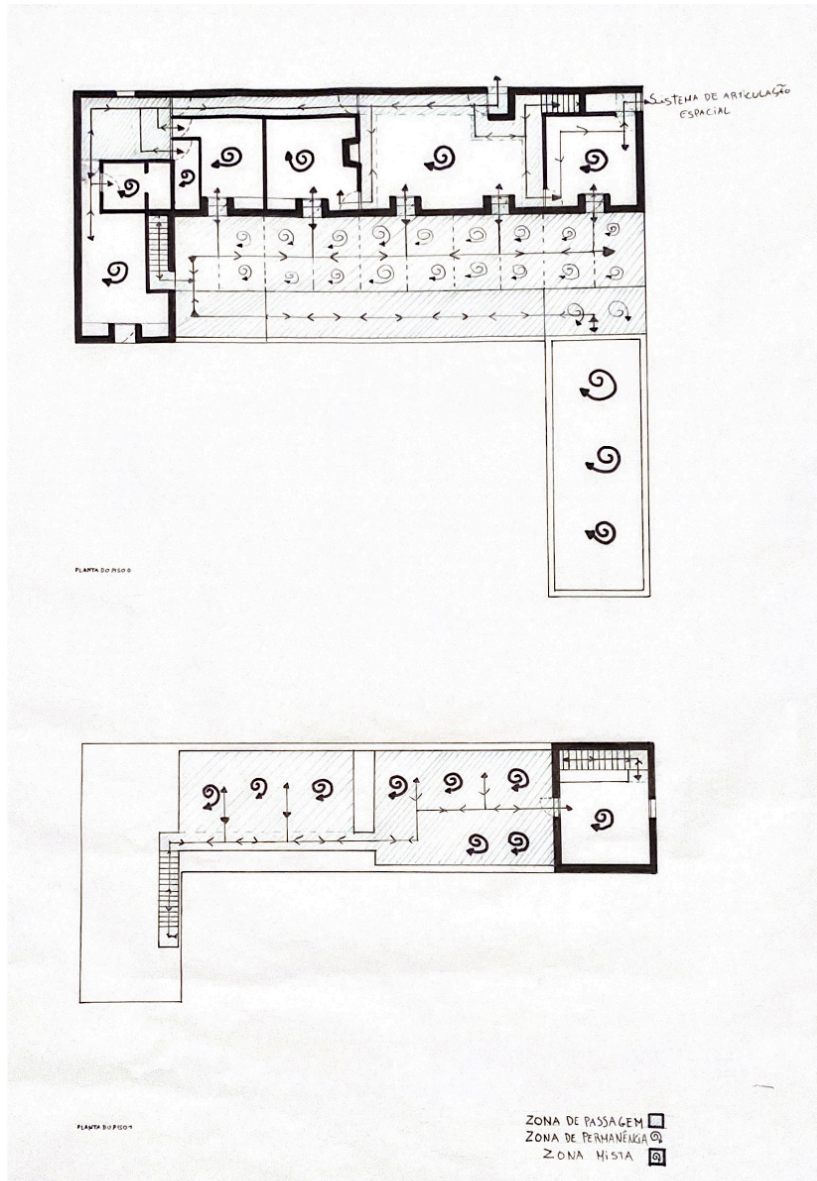 SISTEMA DE ARTICULAÇÃO
ESPACIAL
PLANTA DO PISO 0
PLANTA DO PISO 1
ZONA DE PASSAGEM
ZONA DE PERMANÊNCIA
ZONA MISTA